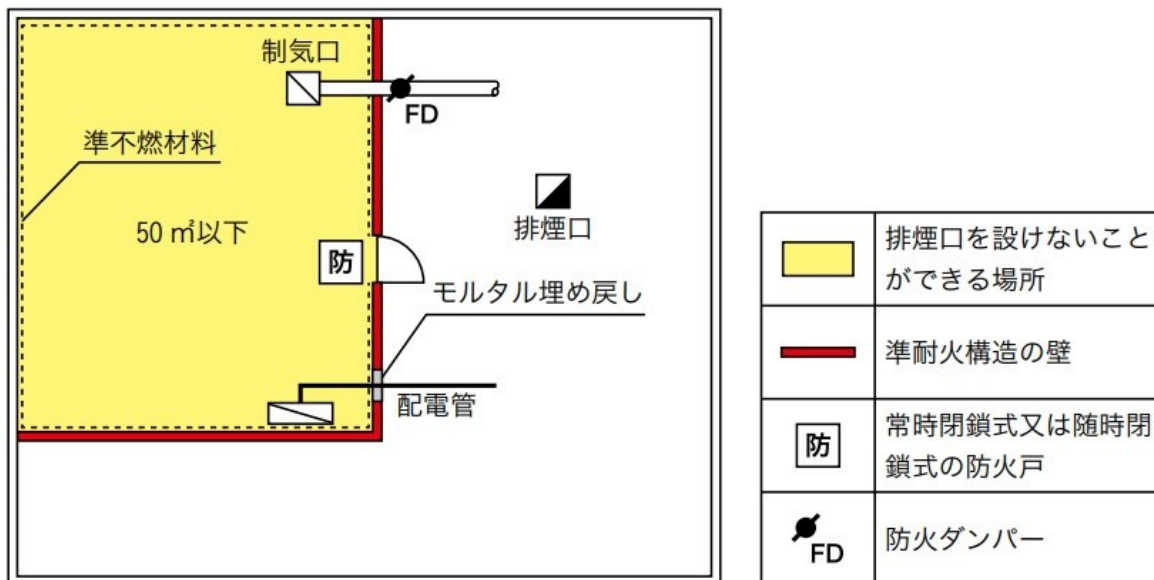 制気口
FD
準不燃材料
50 ㎡以下
排煙口
防
モルタル埋め戻し
配電管
排煙口を設けないこと
ができる場所
準耐火構造の壁
防
常時閉鎖式又は随時閉
鎖式の防火戸
FD
防火ダンパー